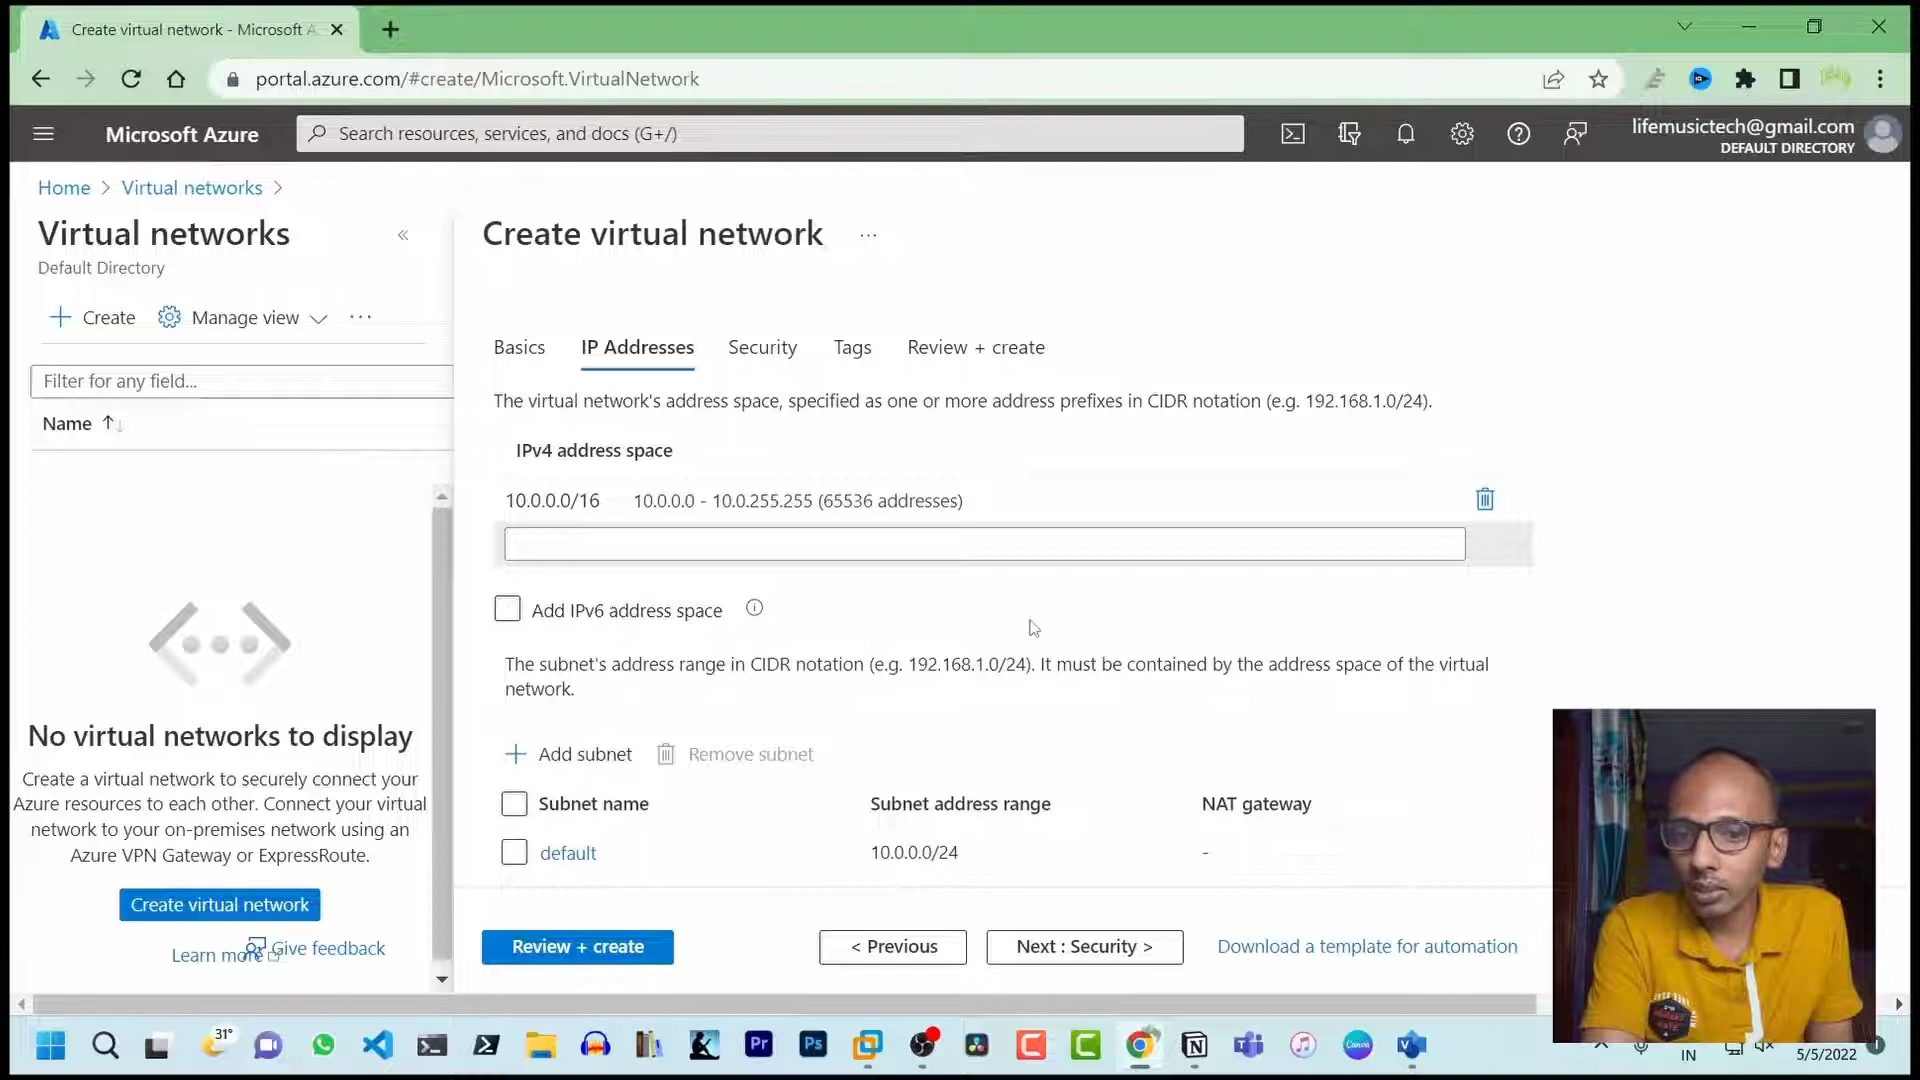 Create virtual network - Microsoft A
portal.azure.com/#create/Microsoft.VirtualNetwork
Microsoft Azure
Search resources, services, and docs (G+/)
lifemusictech@gmail.com
DEFAULT DIRECTORY
Home > Virtual networks >
Virtual networks
Default Directory
Create
Manage view
Filter for any field...
Name
No virtual networks to display
Create a virtual network to securely connect your
Azure resources to each other. Connect your virtual
network to your on-premises network using an
Azure VPN Gateway or ExpressRoute.
Create virtual network
Learn more
Give feedback
Create virtual network
Basics
IP Addresses
Security
Tags
Review + create
The virtual network's address space, specified as one or more address prefixes in CIDR notation (e.g. 192.168.1.0/24).
IPv4 address space
10.0.0.0/16 10.0.0.0 - 10.0.255.255 (65536 addresses)
Add IPv6 address space
The subnet's address range in CIDR notation (e.g. 192.168.1.0/24). It must be contained by the address space of the virtual
network.
Add subnet
Remove subnet
Subnet name Subnet address range NAT gateway
default 10.0.0.0/24 -
Review + create
< Previous
Next : Security >
Download a template for automation
31°
Pr
Ps
Canva
IN
5/5/2022